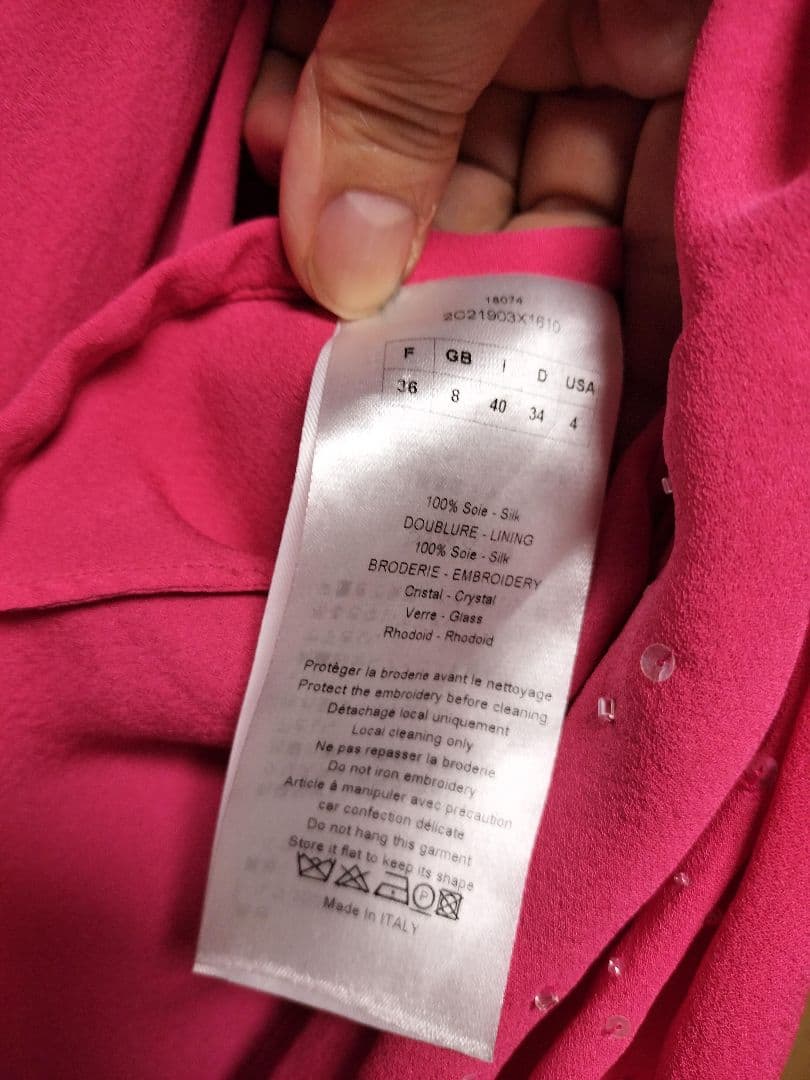 18074
2C21903X1610
F GB I D USA
36 8 40 34 4
100% Soie - Silk
DOUBLURE - LINING
100% Soie - Silk
BRODERIE - EMBROIDERY
Cristal - Crystal
Verre - Glass
Rhodoid - Rhodoid
Protéger la broderie avant le nettoyage
Protect the embroidery before cleaning
Détachage local uniquement
Local cleaning only
Ne pas repasser la broderie
Do not iron embroidery
Article à manipuler avec précaution
car confection délicate
Do not hang this garment
Store it flat to keep its shape
P
Made in ITALY